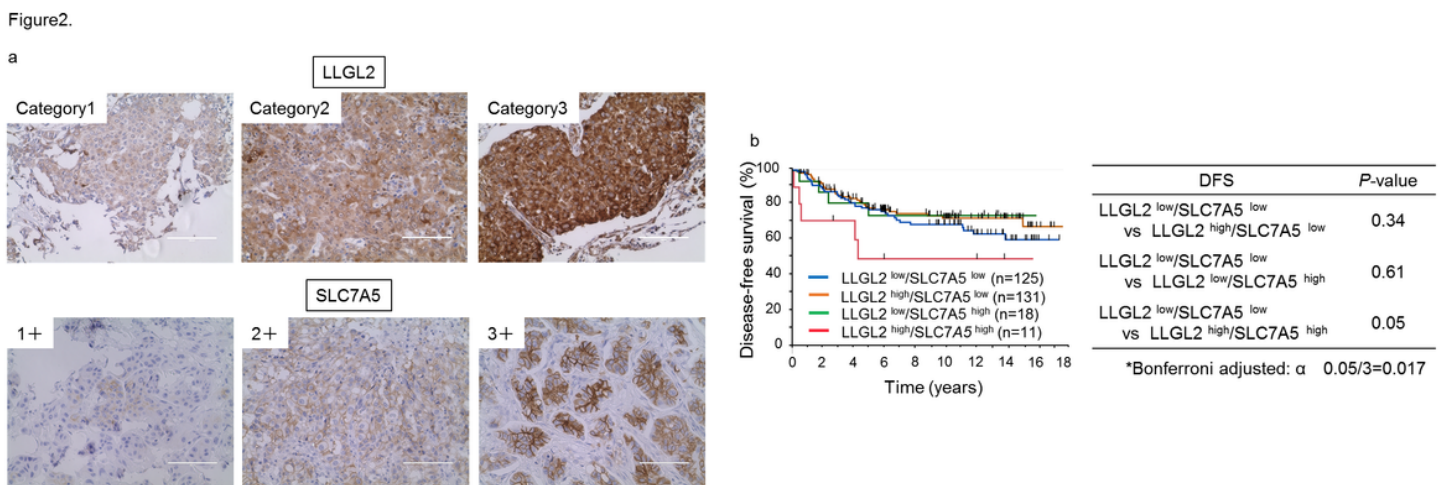 Figure2.
a
LLGL2
Category1
Category2
Category3
SLC7A5
1+
2+
3+
b
Disease-free survival (%)
100
80
60
40
20
0
LLGL2 low/SLC7A5 low (n=125)
LLGL2 high/SLC7A5 low (n=131)
LLGL2 low/SLC7A5 high (n=18)
LLGL2 high/SLC7A5 high (n=11)
0 2 4 6 8 10 12 14 16 18
Time (years)
DFS P-value
LLGL2 low/SLC7A5 low
vs LLGL2 high/SLC7A5 low 0.34
LLGL2 low/SLC7A5 low
vs LLGL2 low/SLC7A5 high 0.61
LLGL2 low/SLC7A5 low
vs LLGL2 high/SLC7A5 high 0.05
*Bonferroni adjusted: α 0.05/3=0.017